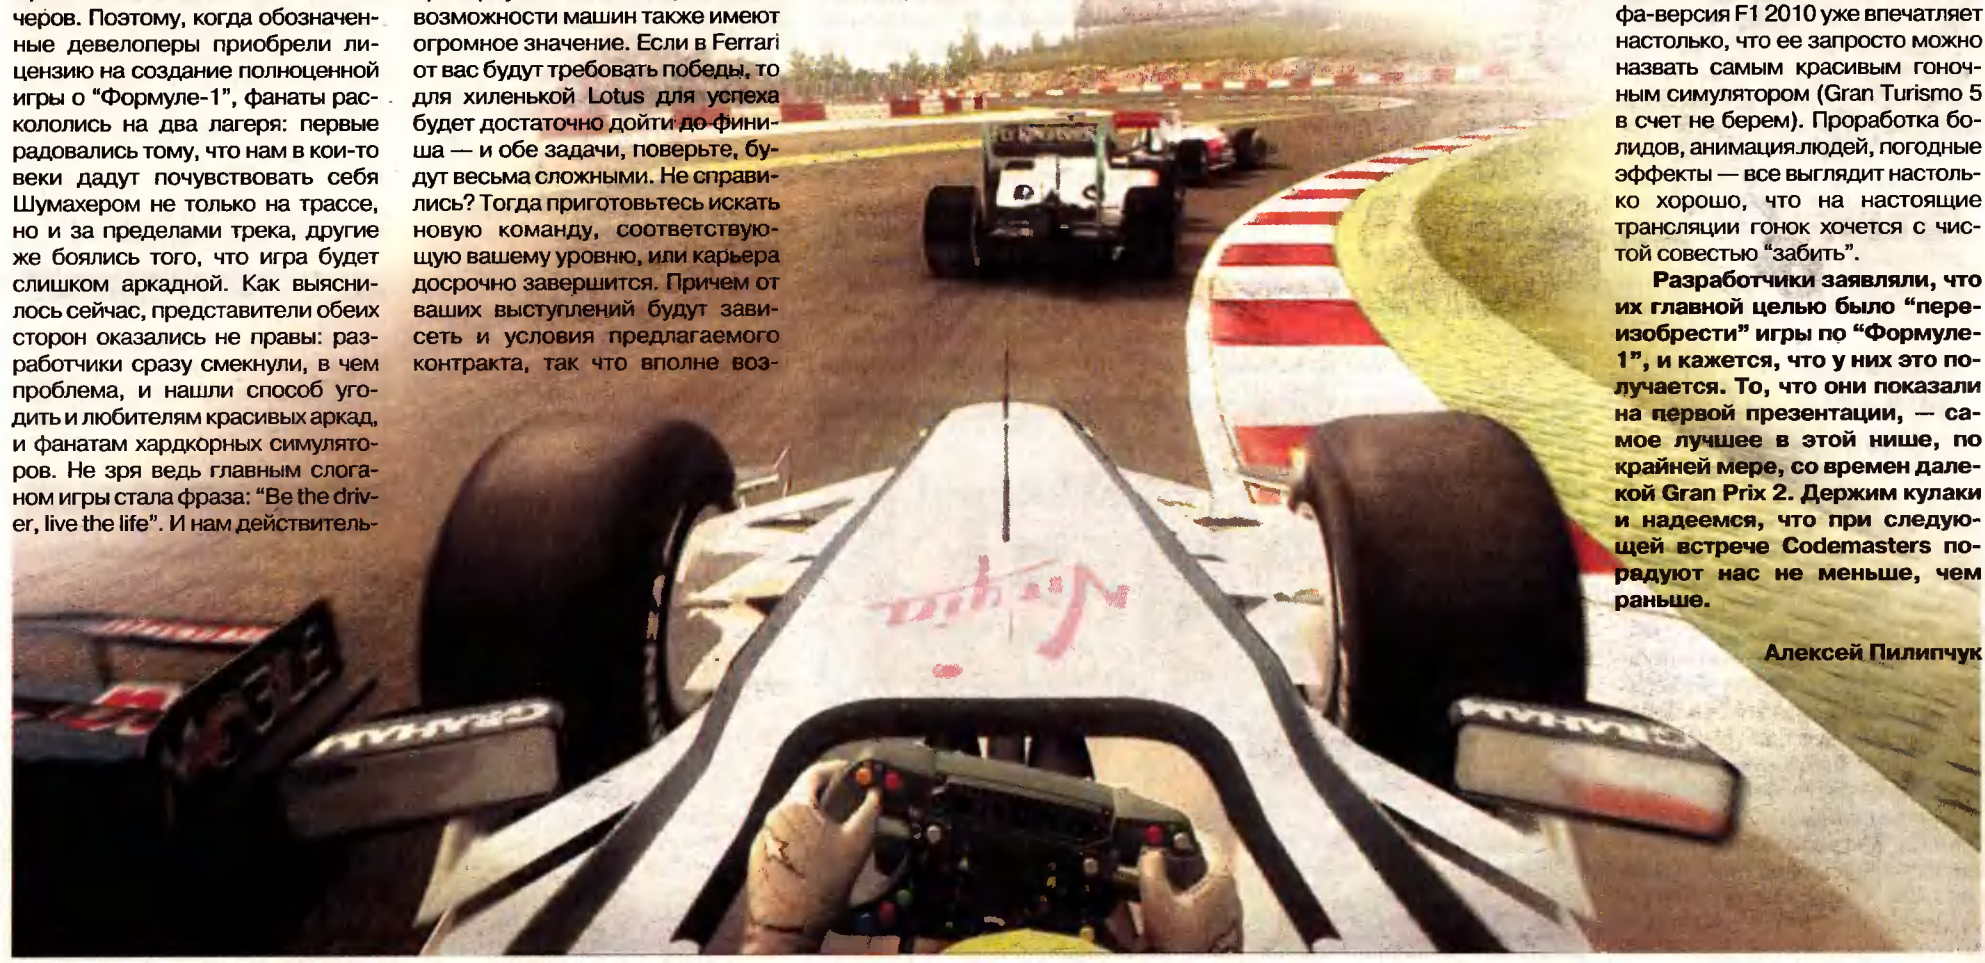 черов. Поэтому, когда обозначен-
ные девелоперы приобрели ли-
цензию на создание полноценной
игры о "Формуле-1", фанаты рас-
кололись на два лагеря: первые
радовались тому, что нам в кои-то
веки дадут почувствовать себя
Шумахером не только на трассе,
но и за пределами трека, другие
же боялись того, что игра будет
слишком аркадной. Как выясни-
лось сейчас, представители обеих
сторон оказались не правы: раз-
работчики сразу смекнули, в чем
проблема, и нашли способ уго-
дить и любителям красивых аркад,
и фанатам хардкорных симулято-
ров. Не зря ведь главным слога-
ном игры стала фраза: "Be the driv-
er, live the life". И нам действитель-
возможности машин также имеют
огромное значение. Если в Ferrari
от вас будут требовать победы, то
для хиленькой Lotus для успеха
будет достаточно дойти до фини-
ша — и обе задачи, поверьте, бу-
дут весьма сложными. Не справи-
лись? Тогда приготовьтесь искать
новую команду, соответствую-
щую вашему уровню, или карьера
досрочно завершится. Причем от
ваших выступлений будут зави-
сеть и условия предлагаемого
контракта, так что вполне воз-
фа-версия F1 2010 уже впечатляет
настолько, что ее запросто можно
назвать самым красивым гоноч-
ным симулятором (Gran Turismo 5
в счет не берем). Проработка бо-
лидов, анимация людей, погодные
эффекты — все выглядит настоль-
ко хорошо, что на настоящие
трансляции гонок хочется с чис-
той совестью "забить".
Разработчики заявляли, что
их главной целью было "пере-
изобрести" игры по "Формуле-
1", и кажется, что у них это по-
лучается. То, что они показали
на первой презентации, — са-
мое лучшее в этой нише, по
крайней мере, со времен дале-
кой Gran Prix 2. Держим кулаки
и надеемся, что при следую-
щей встрече Codemasters по-
радуют нас не меньше, чем
раньше.
Алексей Пилипчук
Virgin